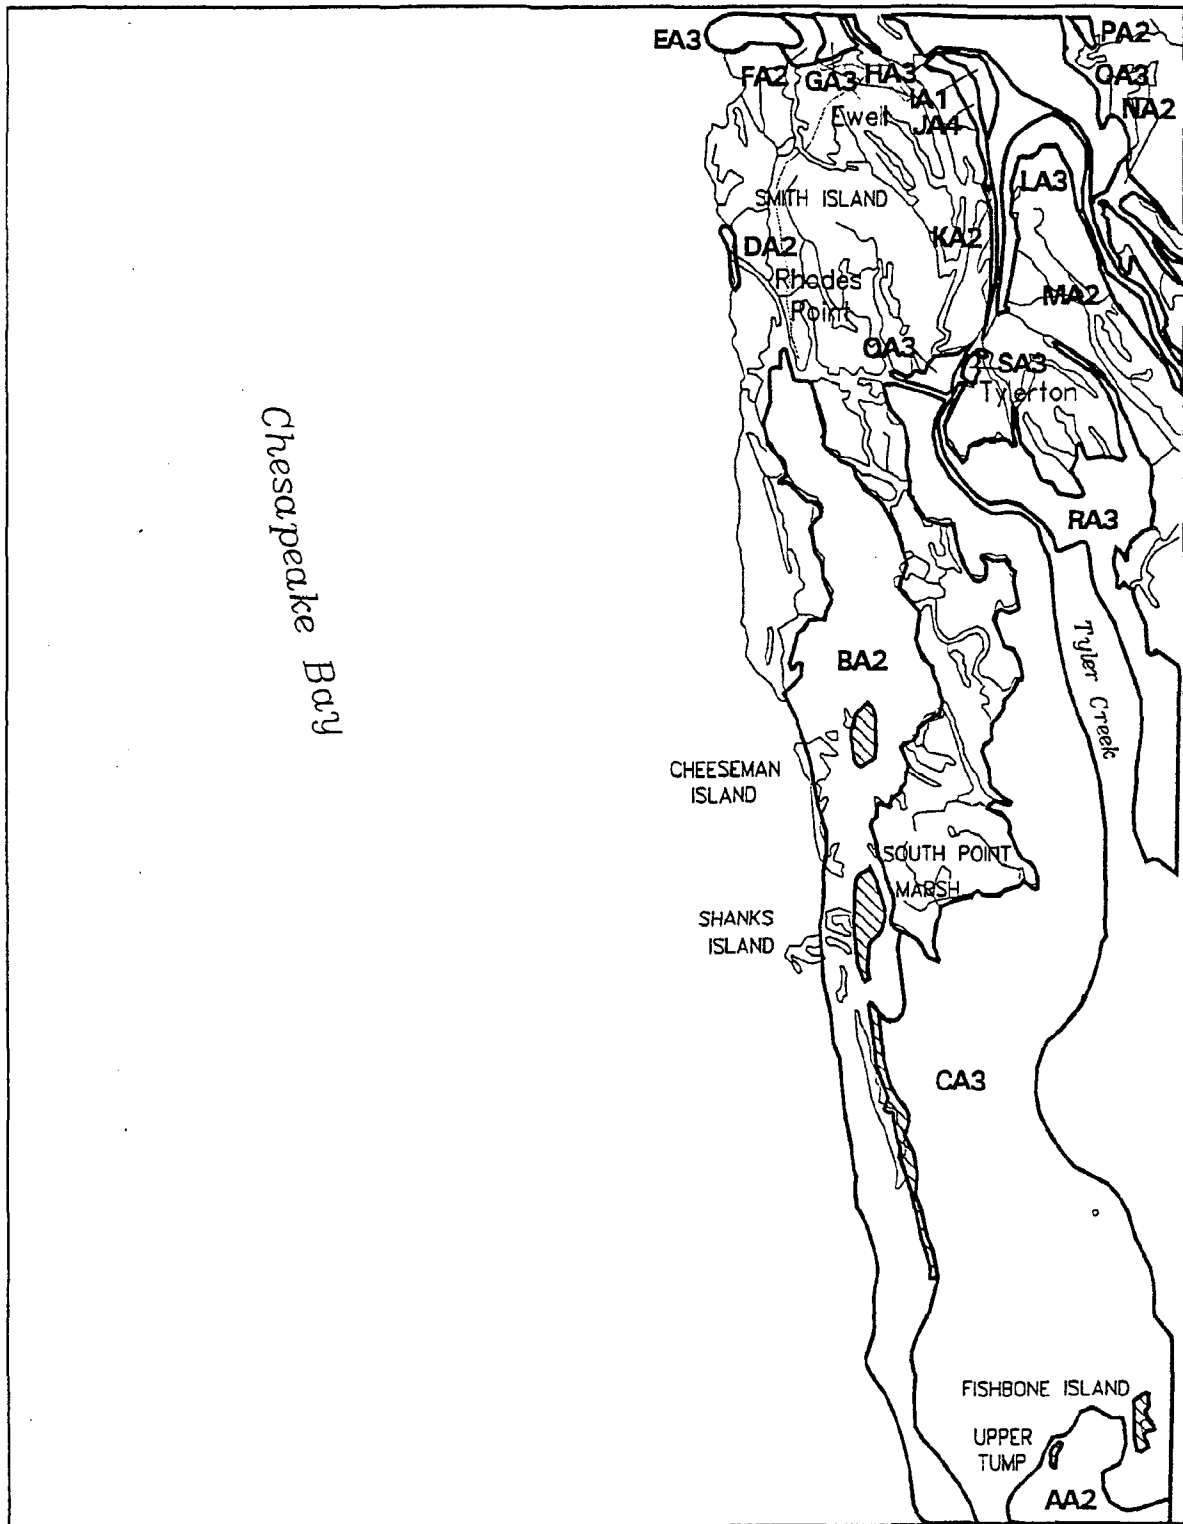 EA3
PA2
FA2
GA3
HA3
QA3
IA1
NA2
Ewell
JA4
LA3
SMITH ISLAND
KA2
DA2
Rhodes
Point
MA2
OA3
SA3
Tylerton
Chesapeake Bay
RA3
BA2
Tyler Creek
CHEESEMAN
ISLAND
SOUTH POINT
MARSH
SHANKS
ISLAND
CA3
FISHBONE ISLAND
UPPER
TUMP
AA2